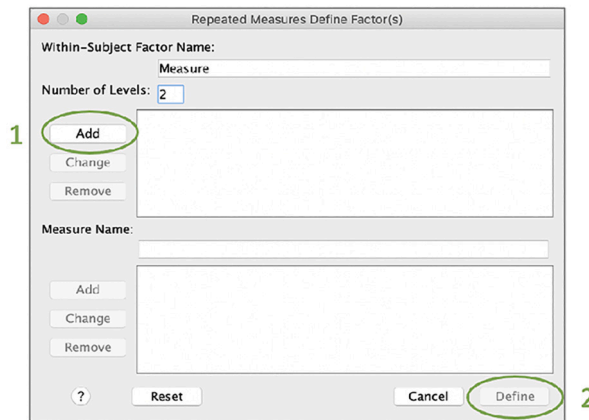 Repeated Measures Define Factor(s)
Within-Subject Factor Name:
Measure
Number of Levels: 2
1 Add
Change
Remove
Measure Name:
Add
Change
Remove
? Reset Cancel Define 2